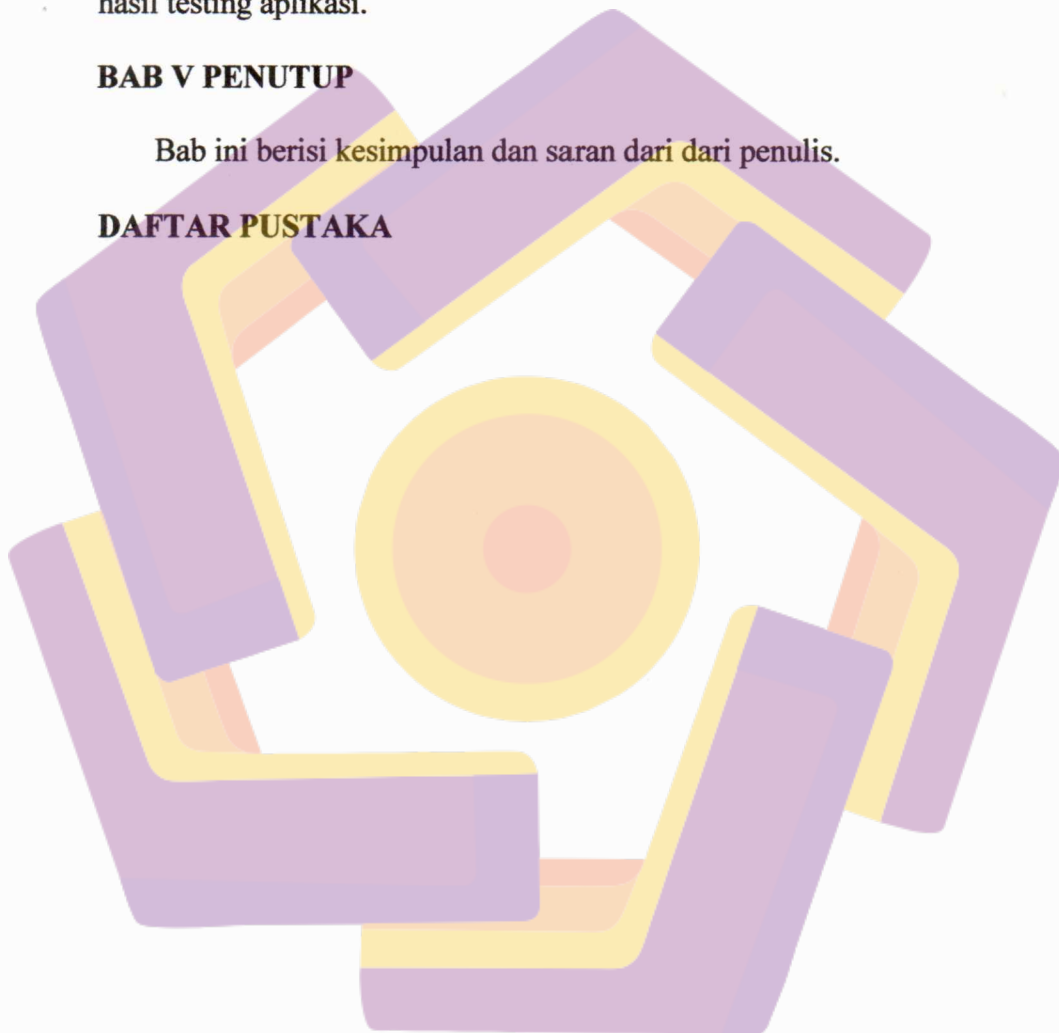 hasil testing aplikasi.
BAB V PENUTUP
Bab ini berisi kesimpulan dan saran dari dari penulis.
DAFTAR PUSTAKA